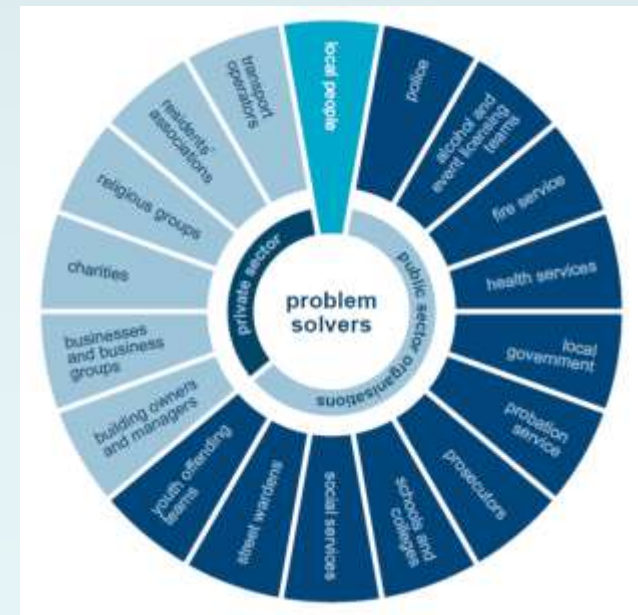 local people
police
alcohol and
event licensing
teams
fire service
health services
local
government
probation
service
prosecutors
schools and
colleges
social services
street wardens
youth offending
teams
building owners
and managers
businesses
and business
groups
charities
religious groups
residents'
associations
transport
operators
private sector
public sector organisations
problem
solvers